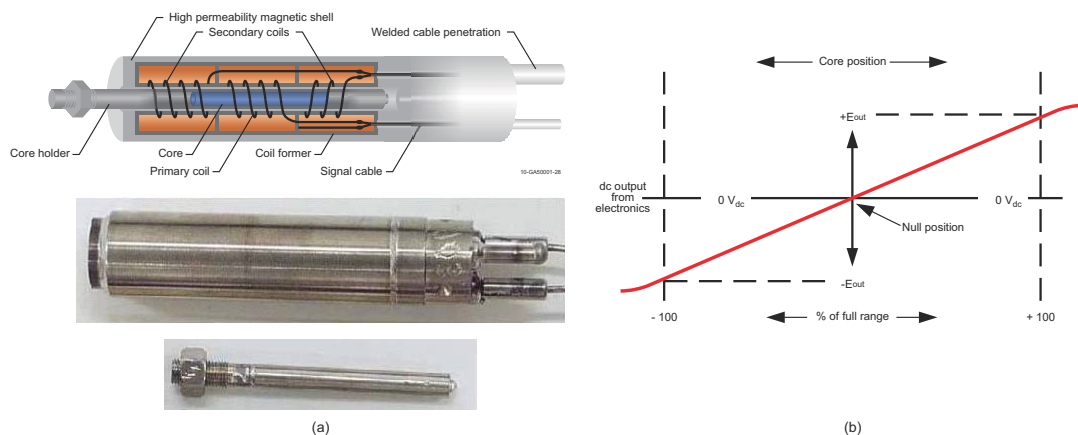 High permeability magnetic shell
Secondary coils
Welded cable penetration
Core holder
Core
Coil former
Primary coil
Signal cable
10-GA50001-28
(a)
Core position
+Eout
dc output
from
electronics
0 Vdc
0 Vdc
Null position
-Eout
- 100
% of full range
+ 100
(b)